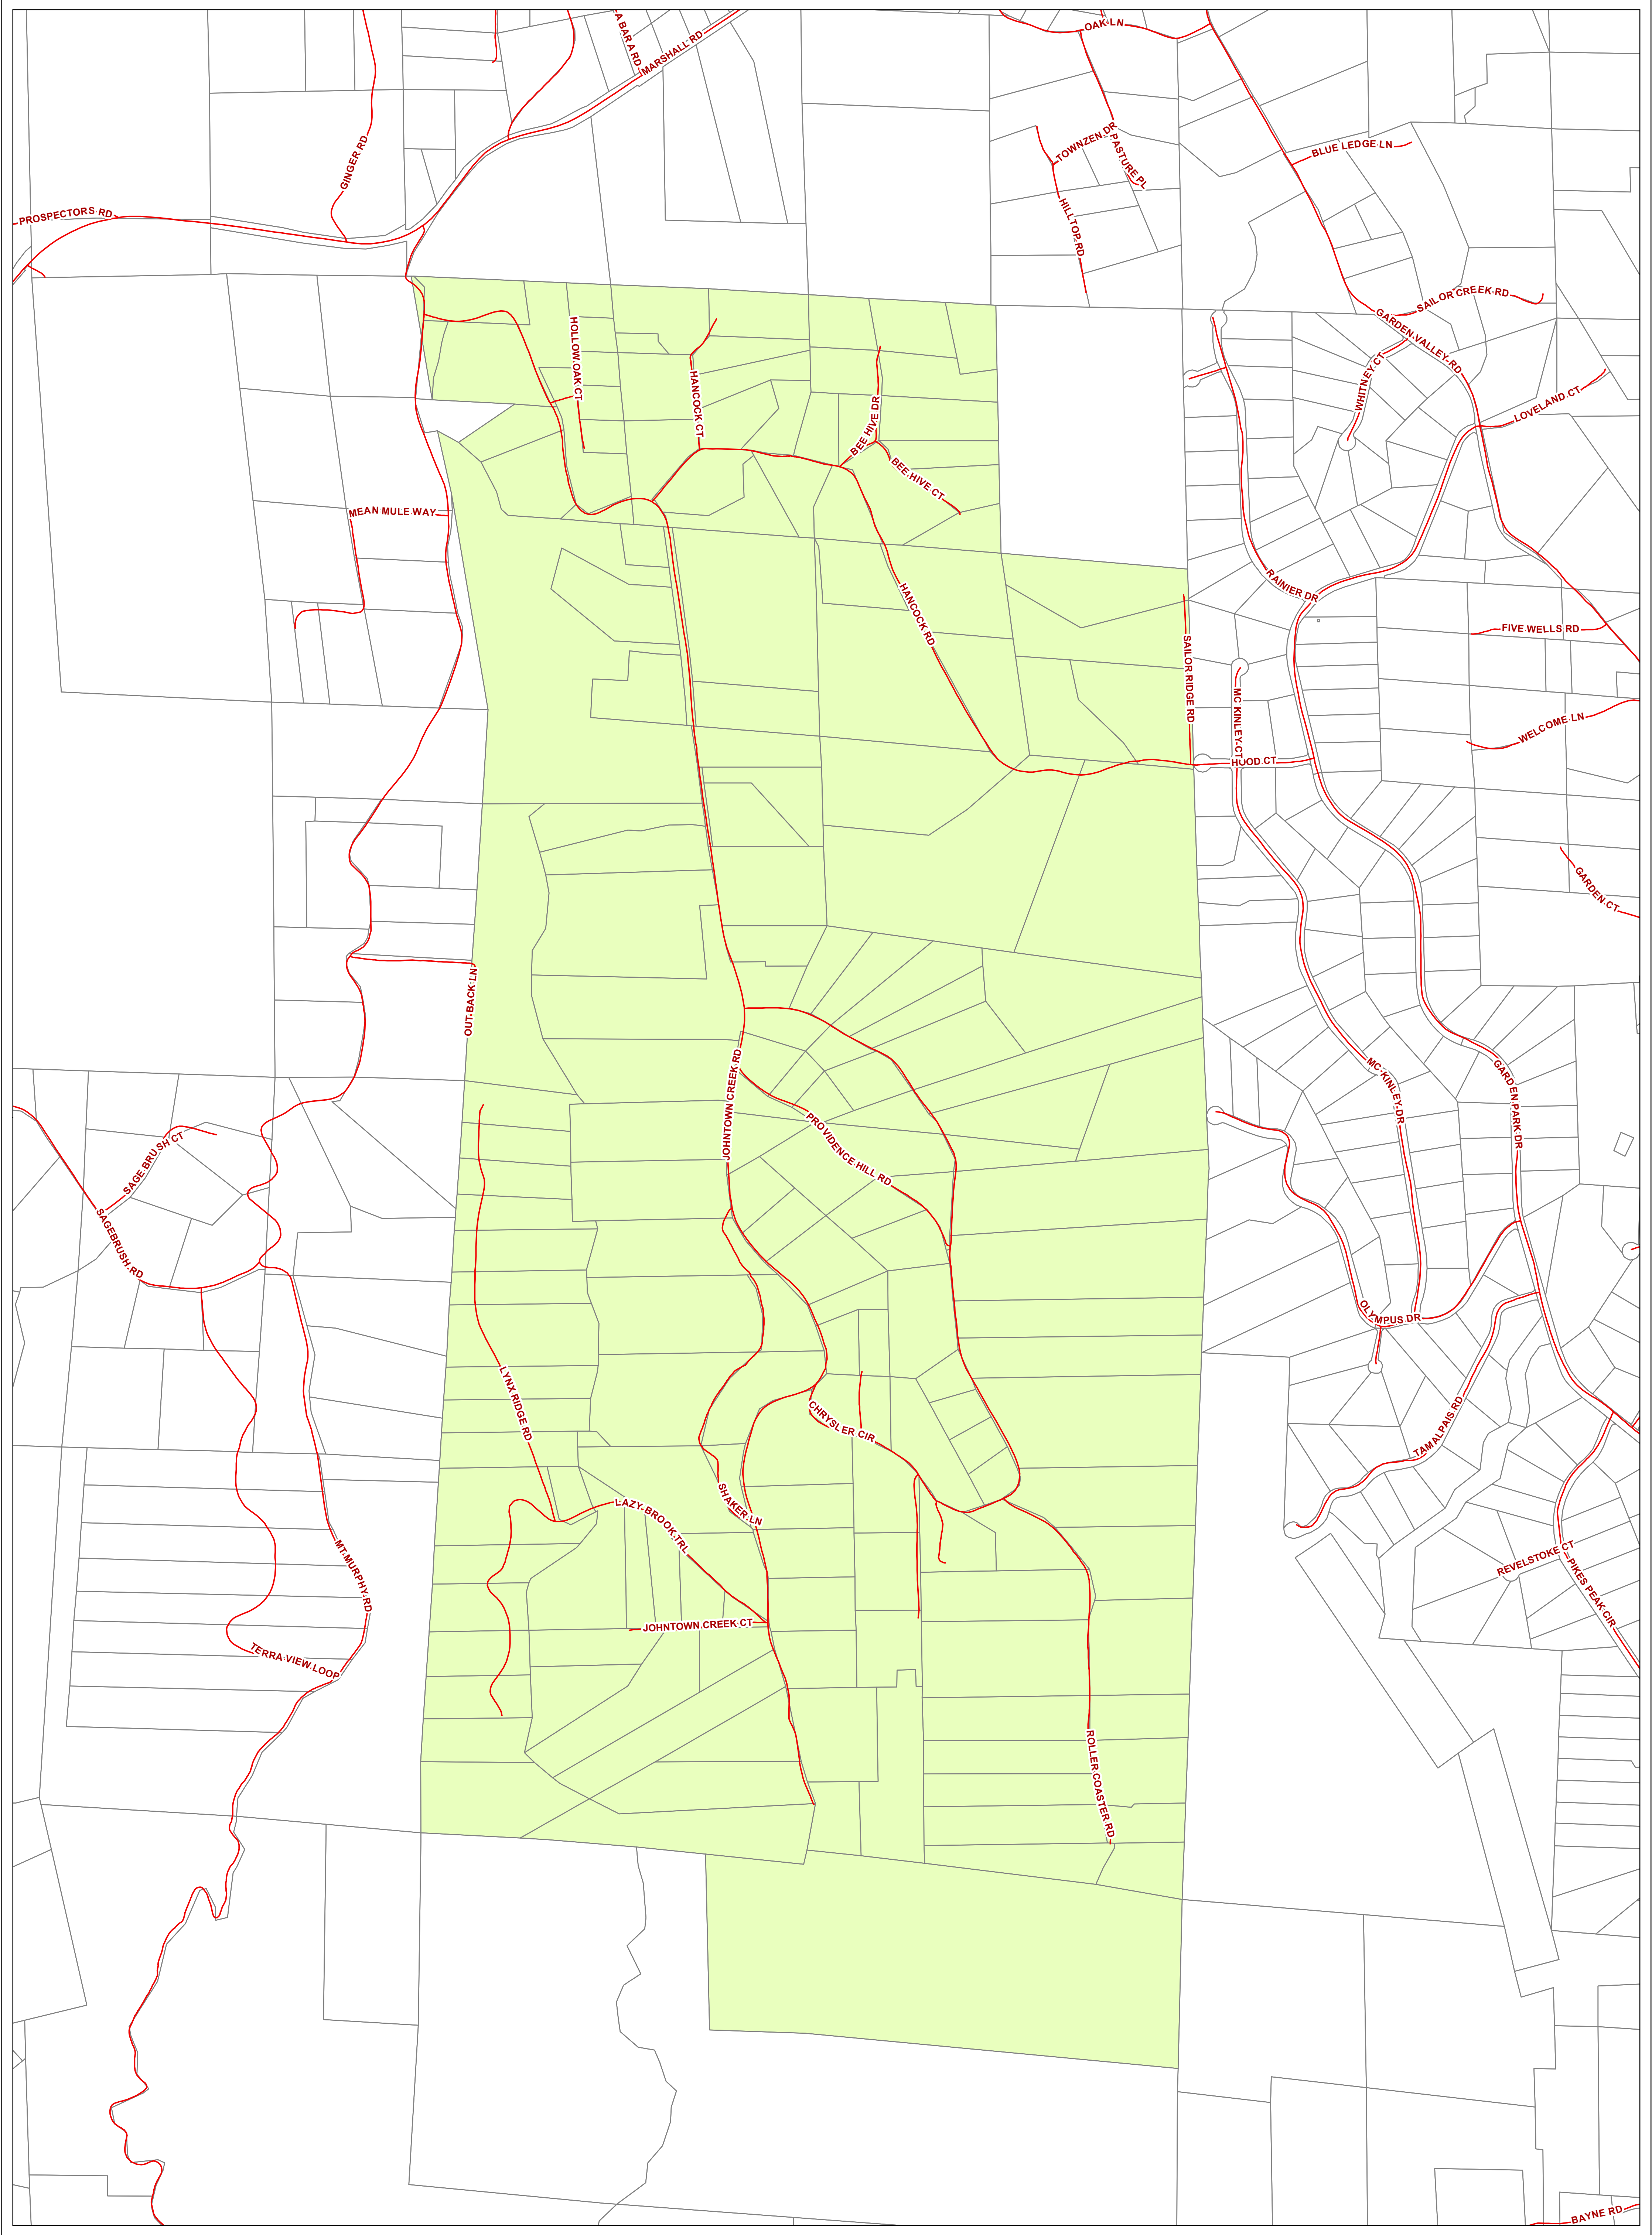 OAK LN
A BAR A RD
MARSHALL RD
TOWNZEN DR
PASTURE PL
BLUE LEDGE LN
GINGER RD
PROSPECTORS RD
HILLTOP RD
SAILOR CREEK RD
GARDEN VALLEY RD
HOLLOW OAK CT
HANCOCK CT
WHITNEY CT
LOVELAND CT
BEE HIVE DR
BEE HIVE CT
MEAN MULE WAY
RAINIER DR
HANCOCK RD
FIVE WELLS RD
SAILOR RIDGE RD
MC KINLEY CT
WELCOME LN
HOOD CT
GARDEN CT
OUT BACK LN
JOHNTOWN CREEK RD
MC KINLEY DR
GARDEN PARK DR
PROVIDENCE HILL RD
SAGE BRUSH CT
SAGEBRUSH RD
OLYMPUS DR
LYNX RIDGE RD
CHRYSLER CIR
TAMALPAIS RD
SHAKER LN
LAZY BROOK TRL
MT MURPHY RD
REVELSTOKE CT
PIKES PEAK CIR
JOHNTOWN CREEK CT
TERRA VIEW LOOP
ROLLER COASTER RD
BAYNE RD